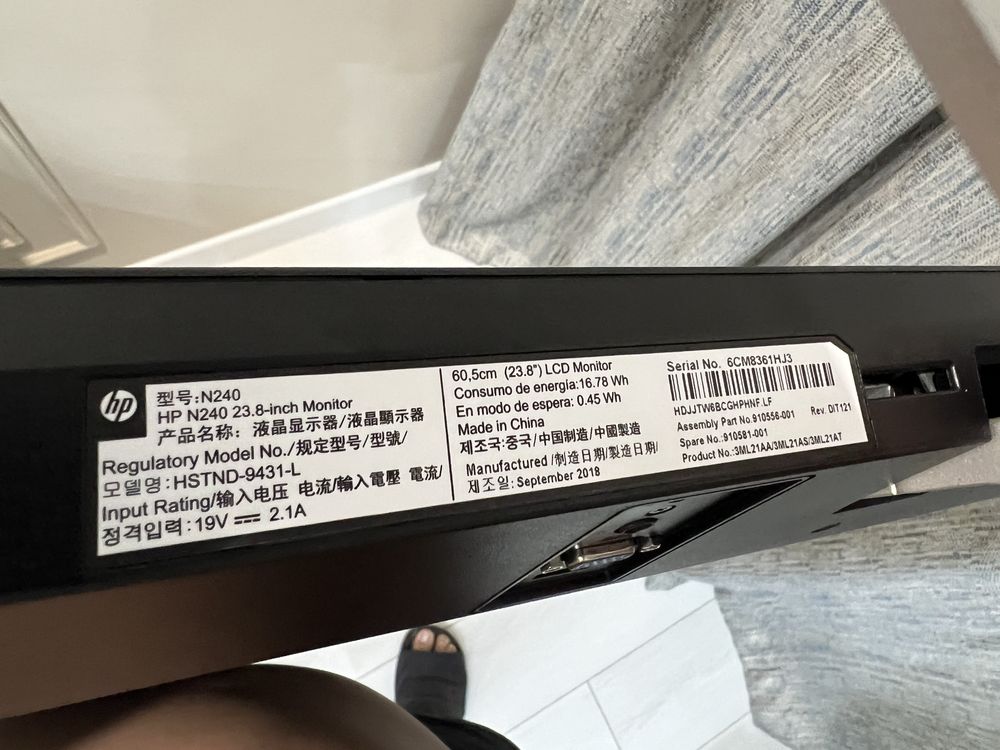 hp
型号:N240
HP N240 23.8-inch Monitor
产品名称：液晶显示器/液晶顯示器
Regulatory Model No./规定型号/型號/
모델명:HSTND-9431-L
Input Rating/输入电压 电流/輸入電壓 電流/
정격입력:19V ⎓ 2.1A
60,5cm (23.8") LCD Monitor
Consumo de energía:16.78 Wh
En modo de espera: 0.45 Wh
Made in China
제조국:중국/中国制造/中國製造
Manufactured /制造日期/製造日期/
제조일: September 2018
Serial No. 6CM8361HJ3
HDJJTW6BCGHPHNF.LF
Assembly Part No.910556-001 Rev. DIT121
Spare No.:910581-001
Product No.:3ML21AA/3ML21AS/3ML21AT